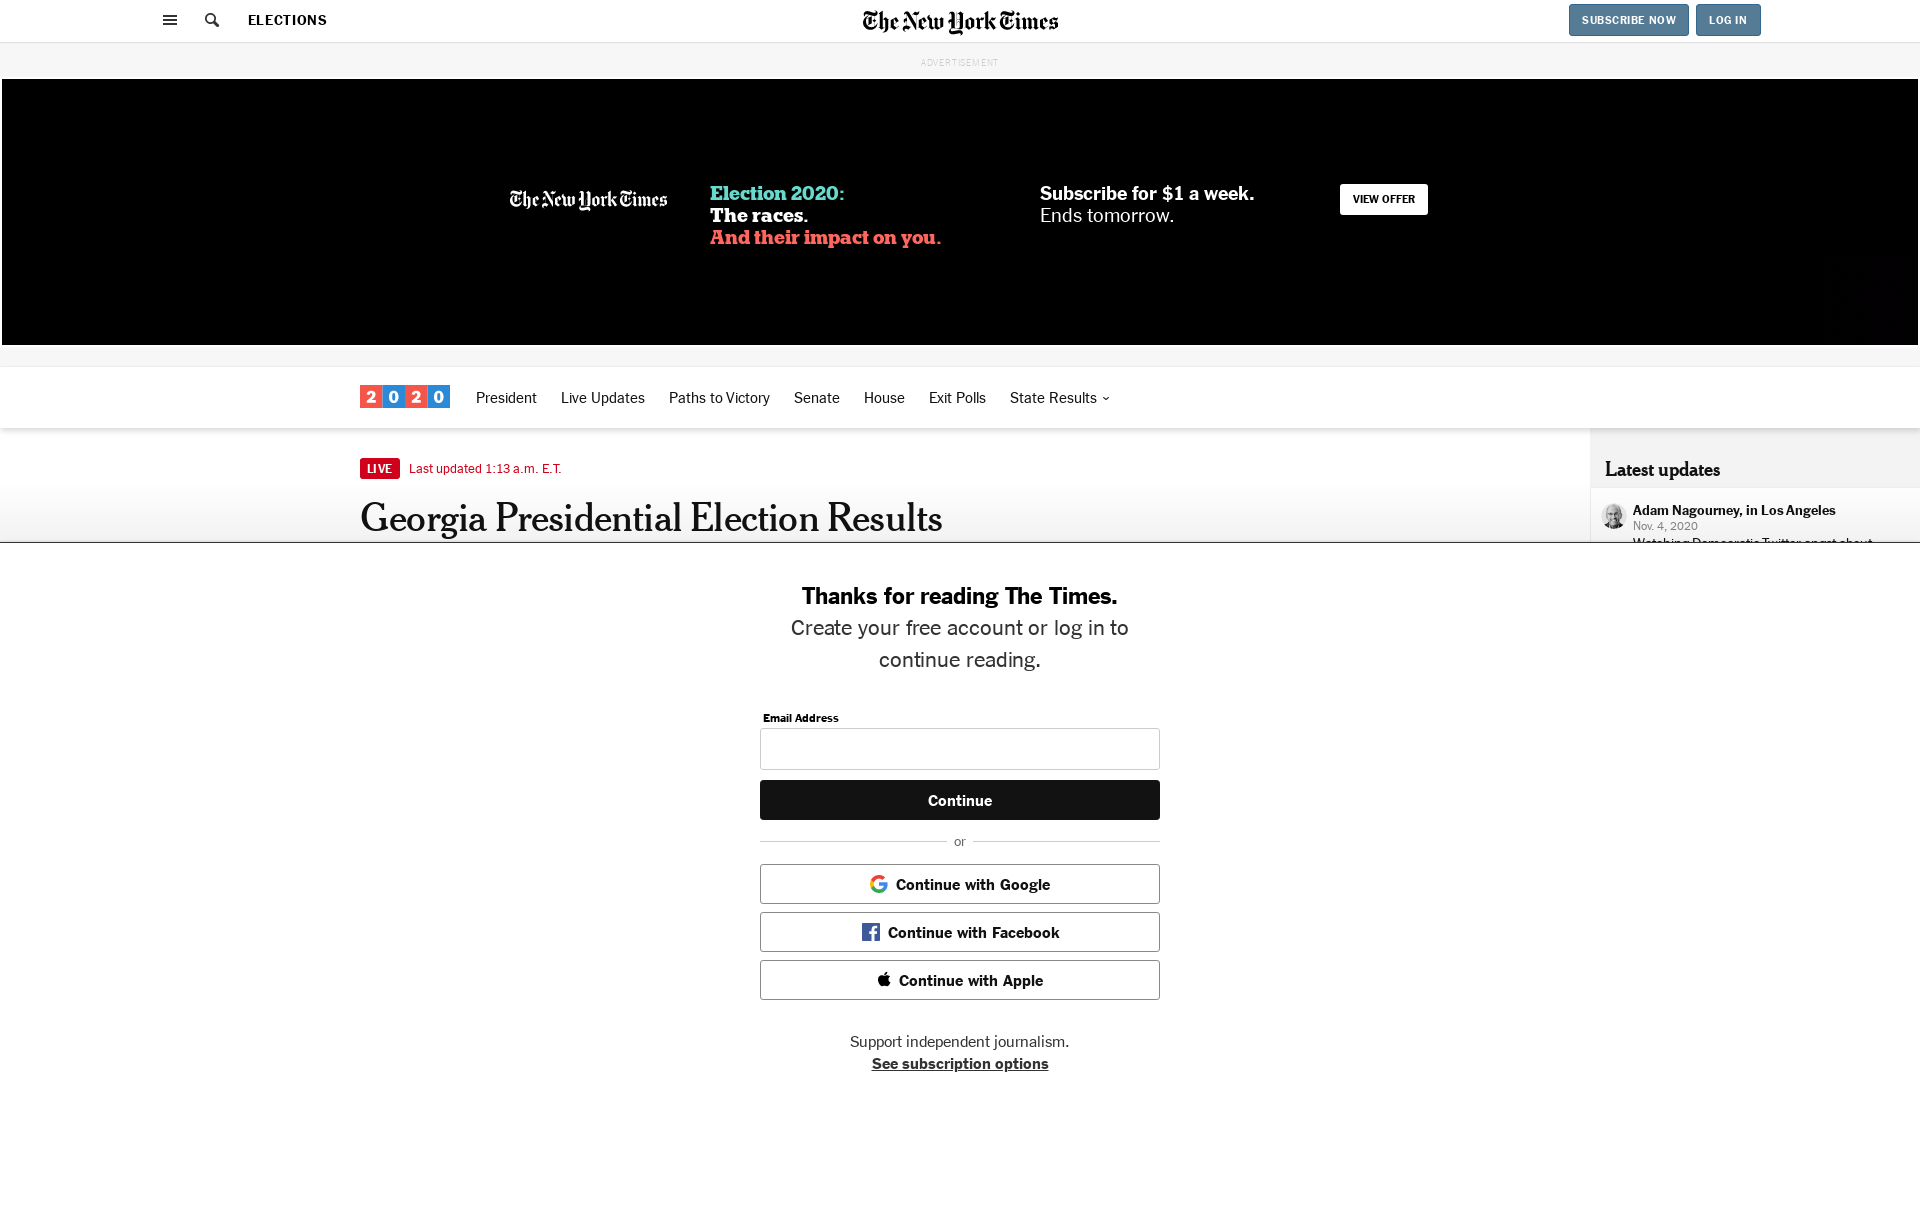 ELECTIONS
The New York Times
SUBSCRIBE NOW
LOG IN
ADVERTISEMENT
The New York Times
Election 2020:
The races.
And their impact on you.
Subscribe for $1 a week.
Ends tomorrow.
VIEW OFFER
2020
President
Live Updates
Paths to Victory
Senate
House
Exit Polls
State Results
LIVE
Last updated 1:13 a.m. E.T.
Georgia Presidential Election Results
Latest updates
Adam Nagourney, in Los Angeles
Nov. 4, 2020
Watching Democratic Twitter angst about
Thanks for reading The Times.
Create your free account or log in to
continue reading.
Email Address
Continue
or
Continue with Google
Continue with Facebook
Continue with Apple
Support independent journalism.
See subscription options